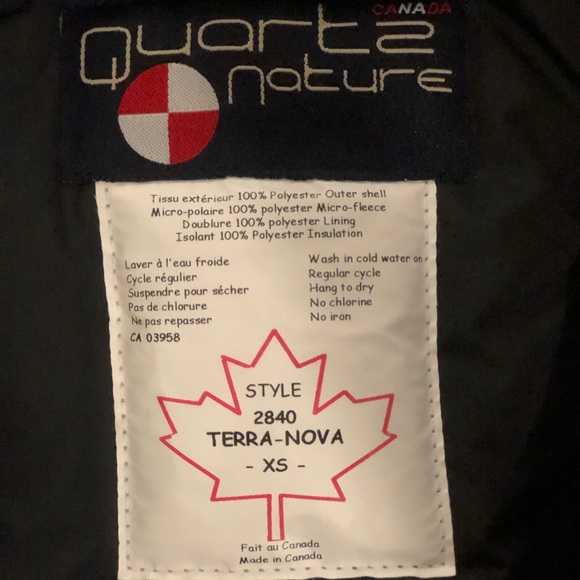 CANADA
Quartz
nature
Tissu extérieur 100% Polyester Outer shell
Micro-polaire 100% polyester Micro-fleece
Doublure 100% polyester Lining
Isolant 100% Polyester Insulation
Laver à l'eau froide
Cycle régulier
Suspendre pour sécher
Pas de chlorure
Ne pas repasser
CA 03958
Wash in cold water on
Regular cycle
Hang to dry
No chlorine
No iron
STYLE
2840
TERRA-NOVA
- XS -
Fait au Canada
Made in Canada